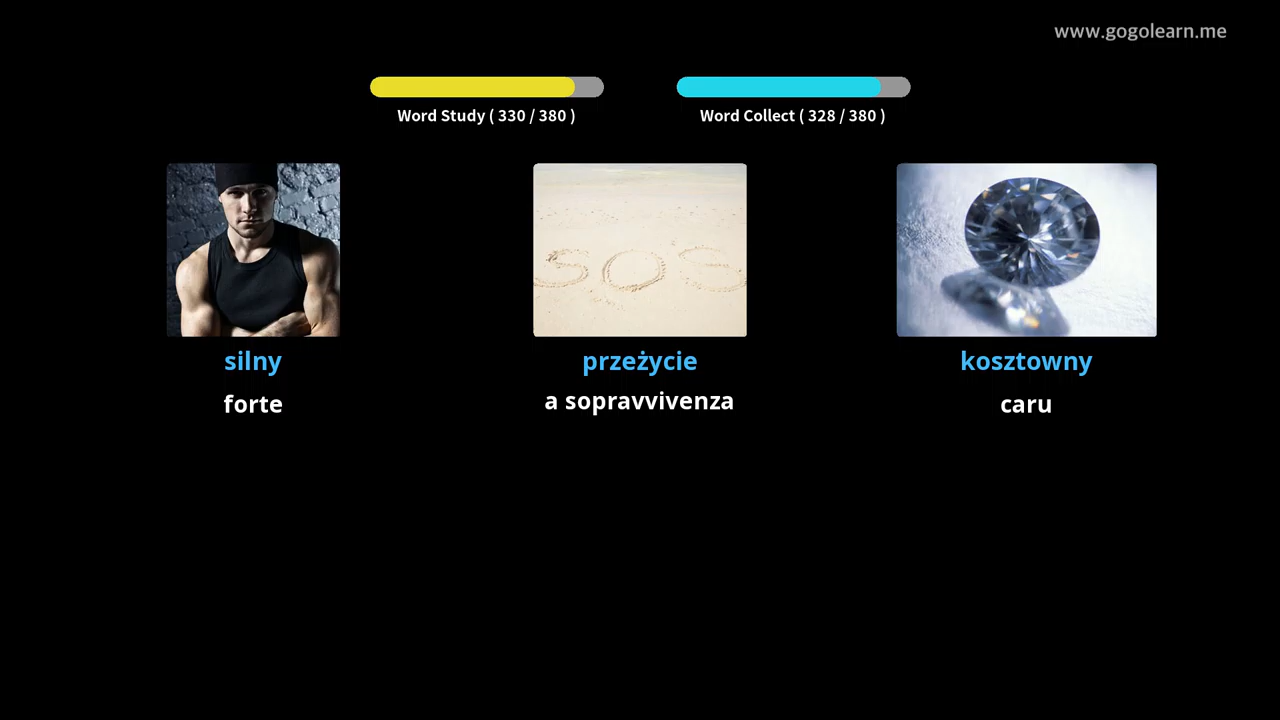 www.gogolearn.me
Word Study ( 330 / 380 )
Word Collect ( 328 / 380 )
SOS
silny
przeżycie
kosztowny
forte
a sopravvivenza
caru